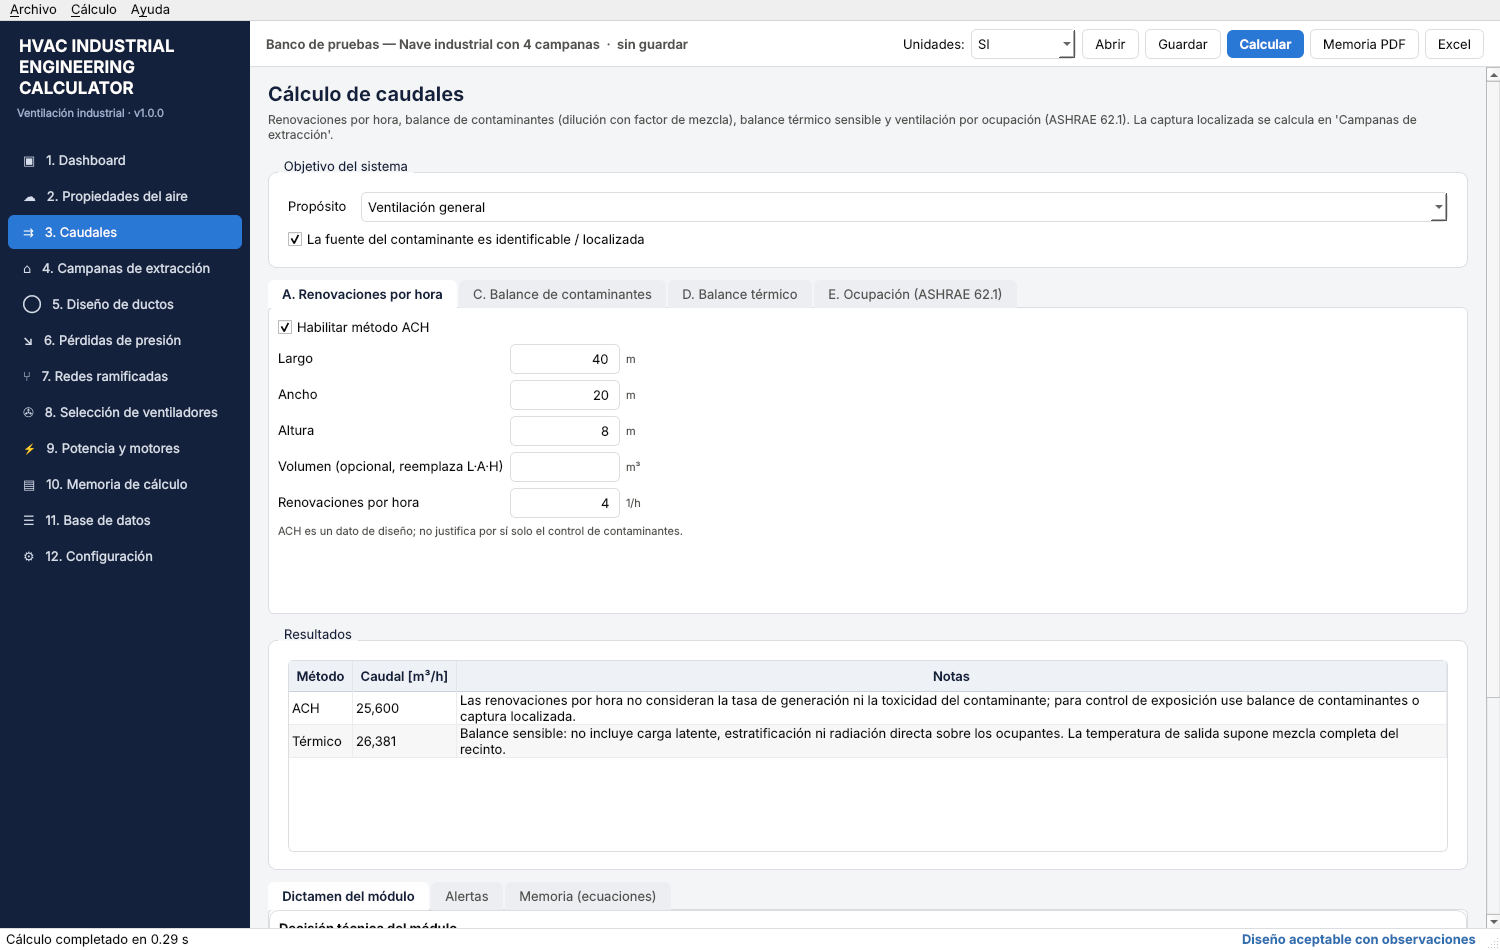 Archivo Cálculo Ayuda
HVAC INDUSTRIAL
ENGINEERING
CALCULATOR
Ventilación industrial · v1.0.0
1. Dashboard
2. Propiedades del aire
3. Caudales
4. Campanas de extracción
5. Diseño de ductos
6. Pérdidas de presión
7. Redes ramificadas
8. Selección de ventiladores
9. Potencia y motores
10. Memoria de cálculo
11. Base de datos
12. Configuración
Banco de pruebas — Nave industrial con 4 campanas · sin guardar
Unidades: SI Abrir Guardar Calcular Memoria PDF Excel
Cálculo de caudales
Renovaciones por hora, balance de contaminantes (dilución con factor de mezcla), balance térmico sensible y ventilación por ocupación (ASHRAE 62.1). La captura localizada se calcula en 'Campanas de
extracción'.
Objetivo del sistema
Propósito Ventilación general
La fuente del contaminante es identificable / localizada
A. Renovaciones por hora C. Balance de contaminantes D. Balance térmico E. Ocupación (ASHRAE 62.1)
Habilitar método ACH
Largo 40 m
Ancho 20 m
Altura 8 m
Volumen (opcional, reemplaza L·A·H) m³
Renovaciones por hora 4 1/h
ACH es un dato de diseño; no justifica por sí solo el control de contaminantes.
Resultados
Método Caudal [m³/h] Notas
ACH 25,600 Las renovaciones por hora no consideran la tasa de generación ni la toxicidad del contaminante; para control de exposición use balance de contaminantes o
captura localizada.
Térmico 26,381 Balance sensible: no incluye carga latente, estratificación ni radiación directa sobre los ocupantes. La temperatura de salida supone mezcla completa del
recinto.
Dictamen del módulo Alertas Memoria (ecuaciones)
Decisión técnica del módulo
Cálculo completado en 0.29 s
Diseño aceptable con observaciones